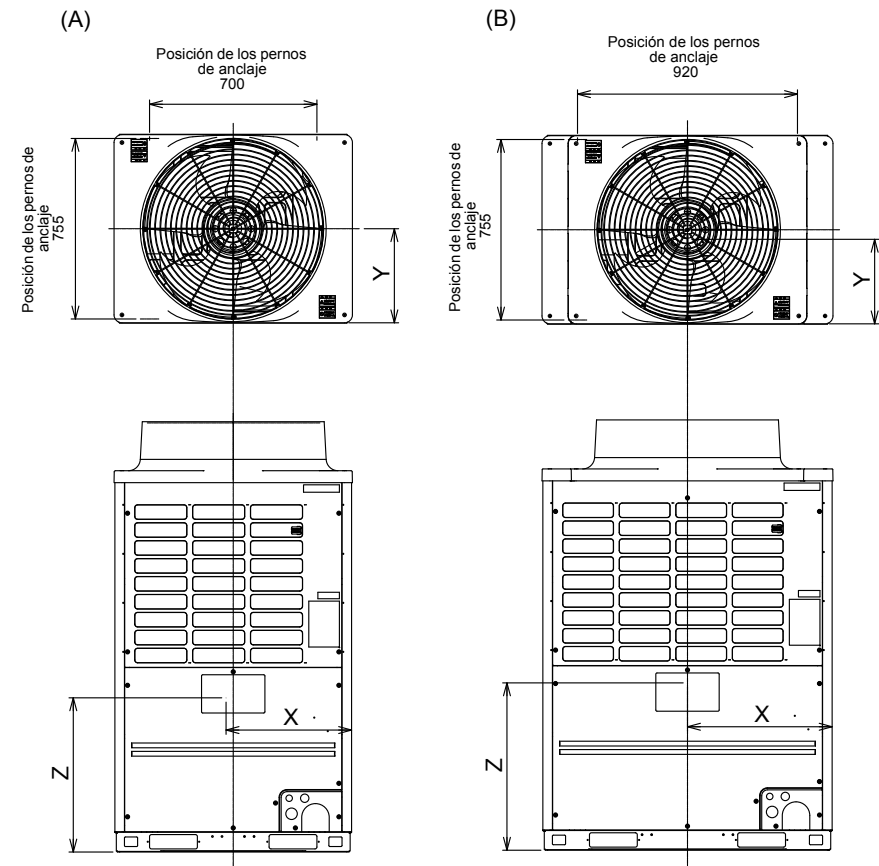 (A)
Posición de los pernos
de anclaje
700
Posición de los pernos de
anclaje
755
Y
X
Z
(B)
Posición de los pernos
de anclaje
920
Posición de los pernos de
anclaje
755
Y
X
Z